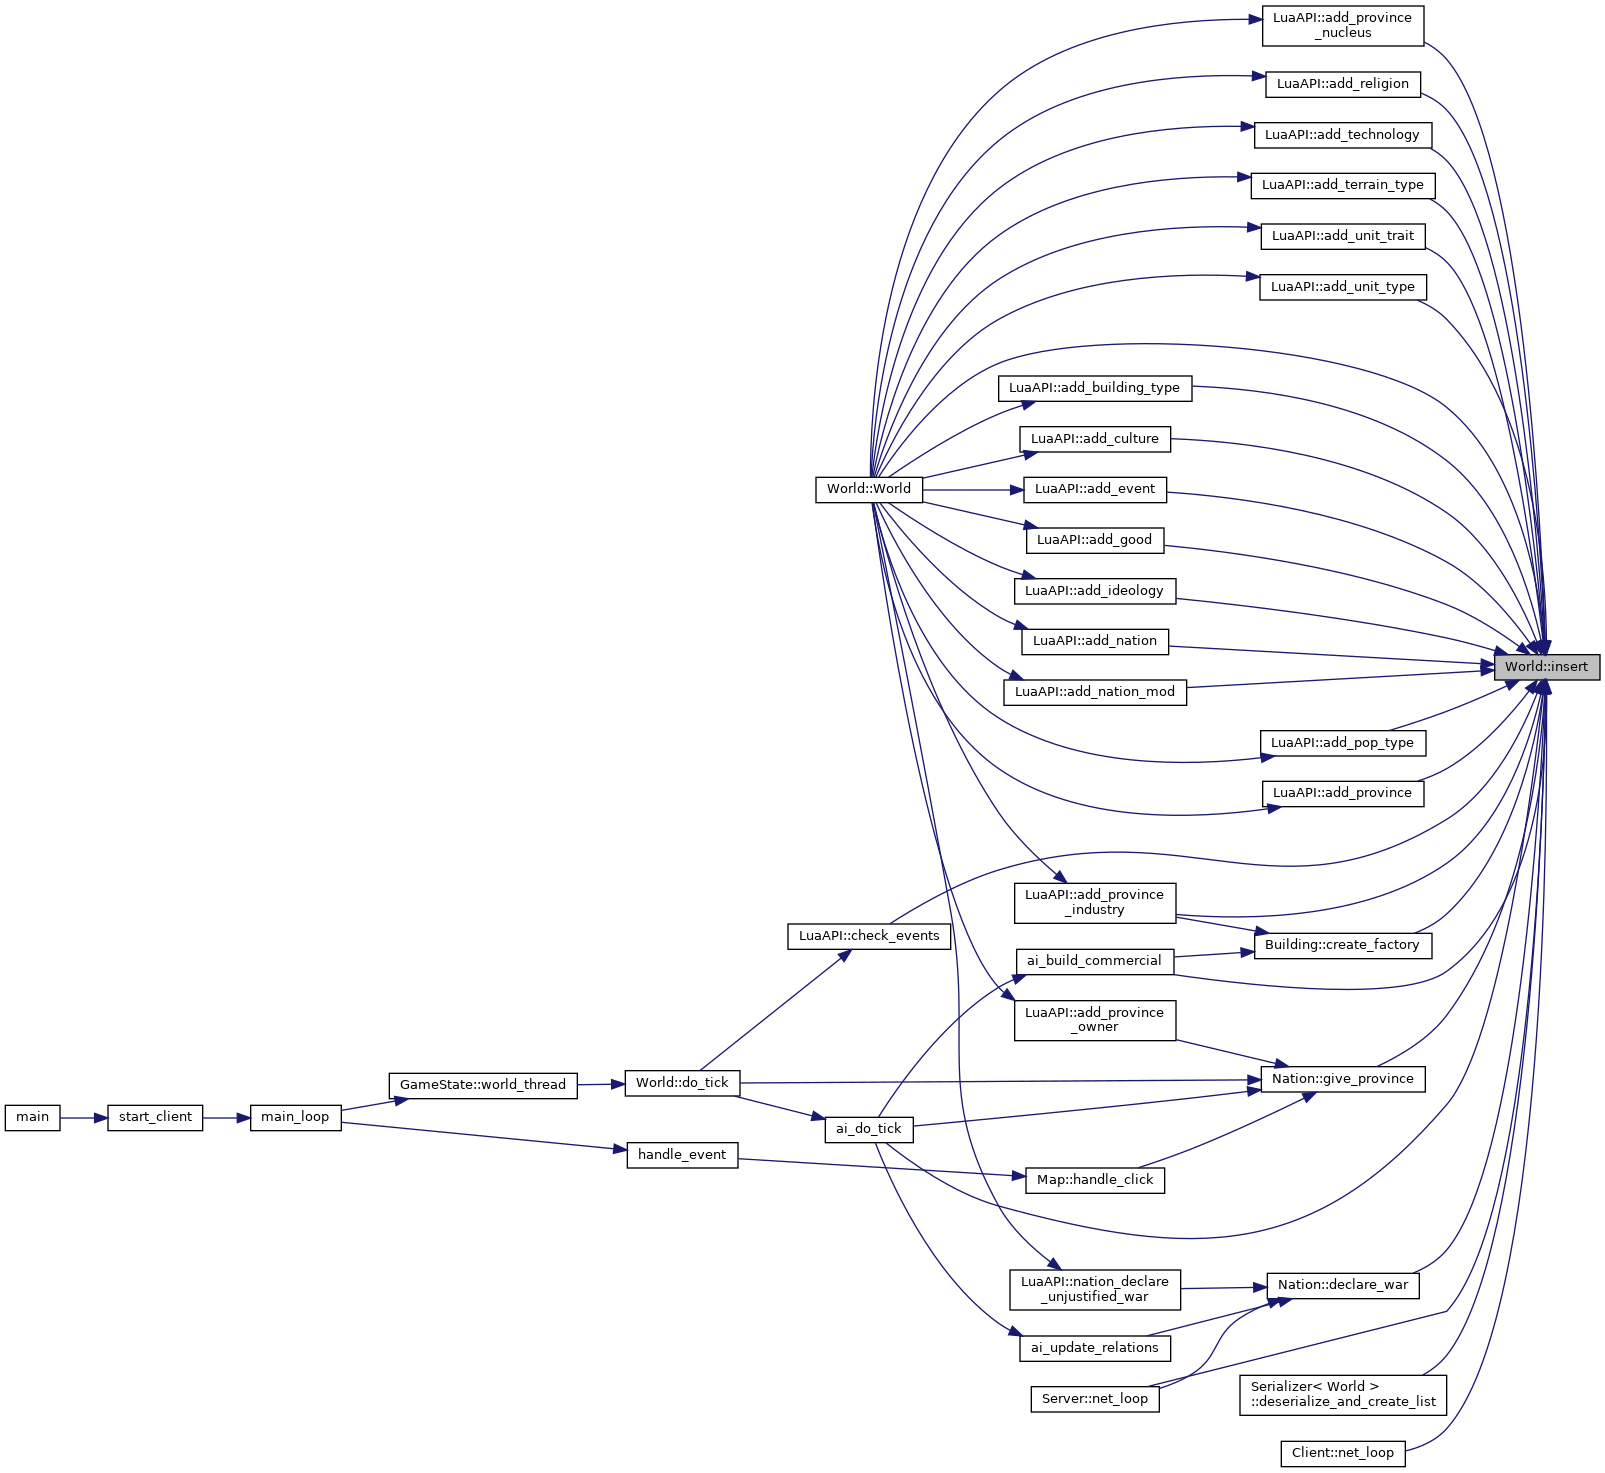 LuaAPI::add_province
_nucleus
LuaAPI::add_religion
LuaAPI::add_technology
LuaAPI::add_terrain_type
LuaAPI::add_unit_trait
LuaAPI::add_unit_type
LuaAPI::add_building_type
LuaAPI::add_culture
World::World
LuaAPI::add_event
LuaAPI::add_good
LuaAPI::add_ideology
LuaAPI::add_nation
World::insert
LuaAPI::add_nation_mod
LuaAPI::add_pop_type
LuaAPI::add_province
LuaAPI::add_province
_industry
LuaAPI::check_events
Building::create_factory
ai_build_commercial
LuaAPI::add_province
_owner
Nation::give_province
World::do_tick
GameState::world_thread
main
start_client
main_loop
ai_do_tick
handle_event
Map::handle_click
LuaAPI::nation_declare
_unjustified_war
Nation::declare_war
ai_update_relations
Server::net_loop
Serializer< World >
::deserialize_and_create_list
Client::net_loop